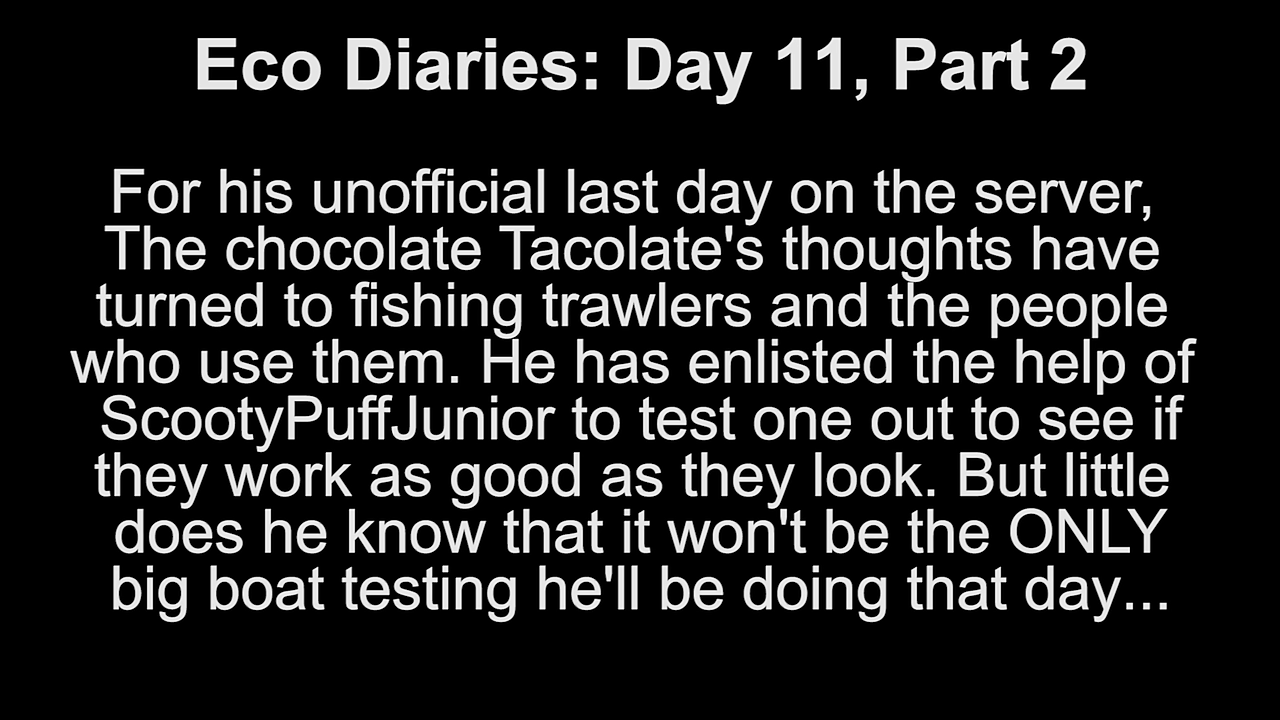 Eco Diaries: Day 11, Part 2
For his unofficial last day on the server,
The chocolate Tacolate's thoughts have
turned to fishing trawlers and the people
who use them. He has enlisted the help of
ScootyPuffJunior to test one out to see if
they work as good as they look. But little
does he know that it won't be the ONLY
big boat testing he'll be doing that day...